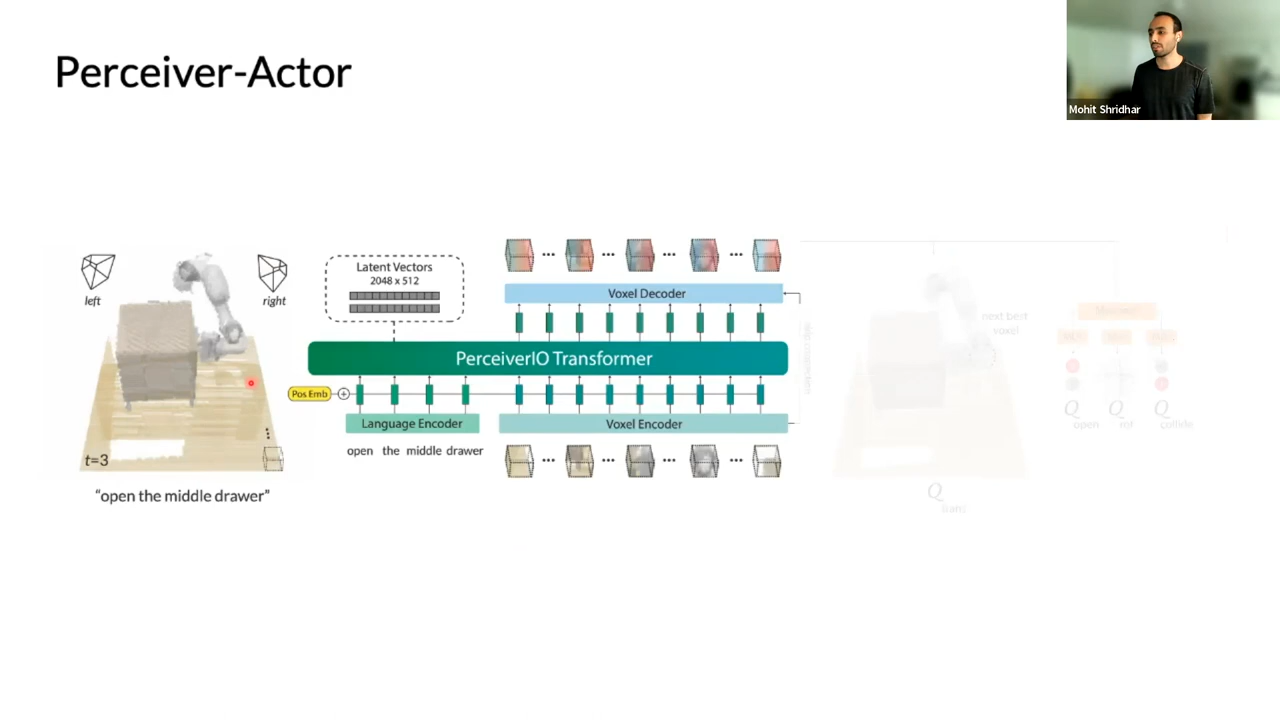 Perceiver-Actor
Mohit Shridhar
left
right
t=3
“open the middle drawer”
Latent Vectors
2048 x 512
Voxel Decoder
PerceiverIO Transformer
Pos Emb
Language Encoder
Voxel Encoder
open the middle drawer
next best
voxel
Q
trans
Q
open
Q
rot
Q
collide